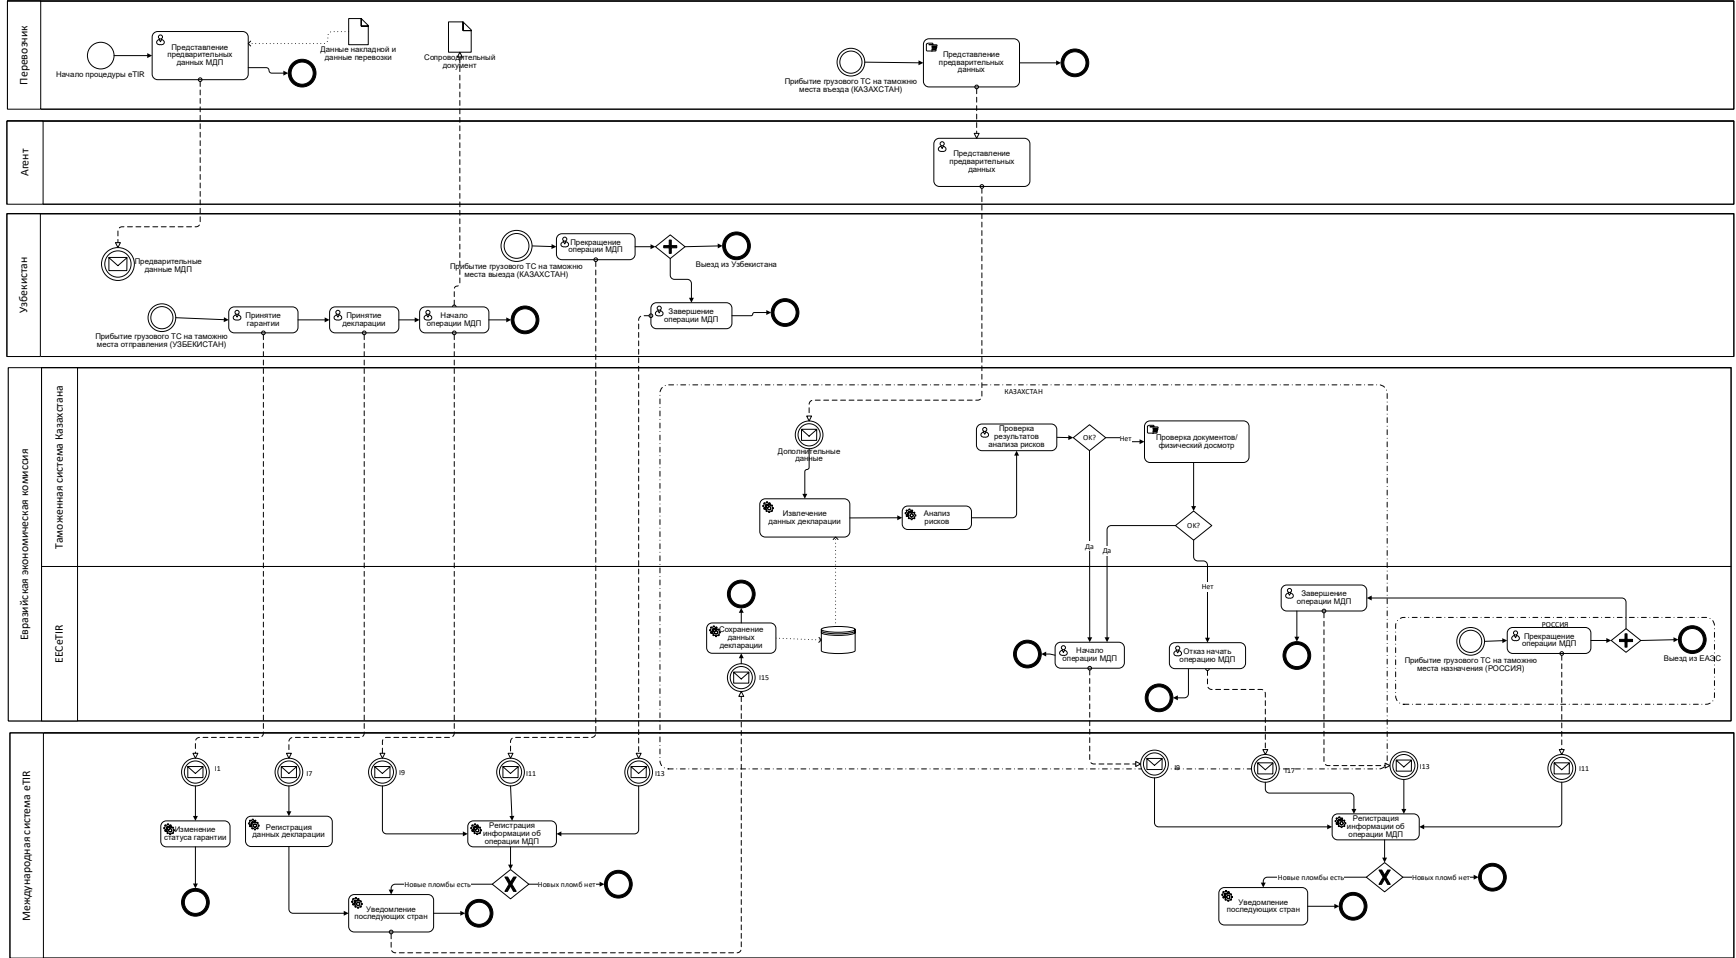 Перевозчик
Начало процедуры eTIR
Представление
предварительных
данных МДП
Данные накладной и
данные перевозки
Сопроводительный
документ
Прибытие грузового ТС на таможню
места въезда (КАЗАХСТАН)
Представление
предварительных
данных
Агент
Представление
предварительных
данных
Узбекистан
Предварительные
данные МДП
Прибытие грузового ТС на таможню
места отправления (УЗБЕКИСТАН)
Принятие
гарантии
Принятие
декларации
Начало
операции МДП
Прибытие грузового ТС на таможню
места выезда (КАЗАХСТАН)
Прекращение
операции МДП
Выезд из Узбекистана
Завершение
операции МДП
Евразийская экономическая комиссия
Таможенная система Казахстана
КАЗАХСТАН
Дополнительные
данные
Извлечение
данных декларации
Анализ
рисков
Проверка
результатов
анализа рисков
ОК?
Нет
Проверка документов/
физический досмотр
ОК?
Да
Да
Нет
EECeTIR
Сохранение
данных
декларации
I15
Начало
операции МДП
Отказ начать
операцию МДП
Завершение
операции МДП
РОССИЯ
Прибытие грузового ТС на таможню
места назначения (РОССИЯ)
Прекращение
операции МДП
Выезд из ЕАЭС
Международная система eTIR
I1
I7
I9
I11
I13
I9
I17
I13
I11
Изменение
статуса гарантии
Регистрация
данных декларации
Регистрация
информации об
операции МДП
Новые пломбы есть
Новых пломб нет
Уведомление
последующих стран
Регистрация
информации об
операции МДП
Новые пломбы есть
Новых пломб нет
Уведомление
последующих стран